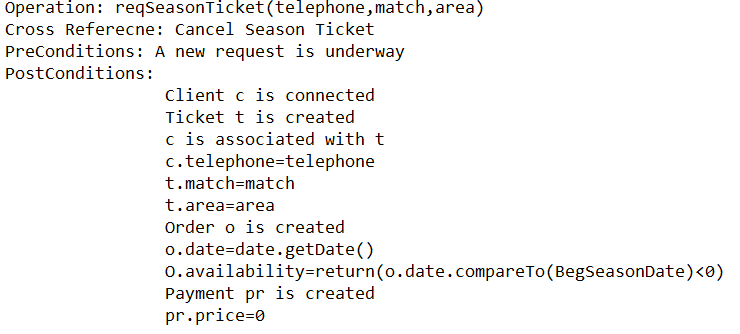 Operation: reqSeasonTicket(telephone,match,area)
Cross Referecne: Cancel Season Ticket
PreConditions: A new request is underway
PostConditions:
Client c is connected
Ticket t is created
c is associated with t
c.telephone=telephone
t.match=match
t.area=area
Order o is created
o.date=date.getDate()
O.availability=return(o.date.compareTo(BegSeasonDate)<0)
Payment pr is created
pr.price=0